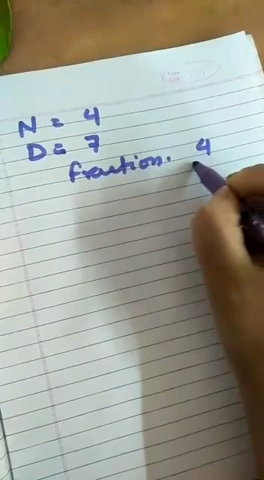 N = 4
D = 7
fraction. 4